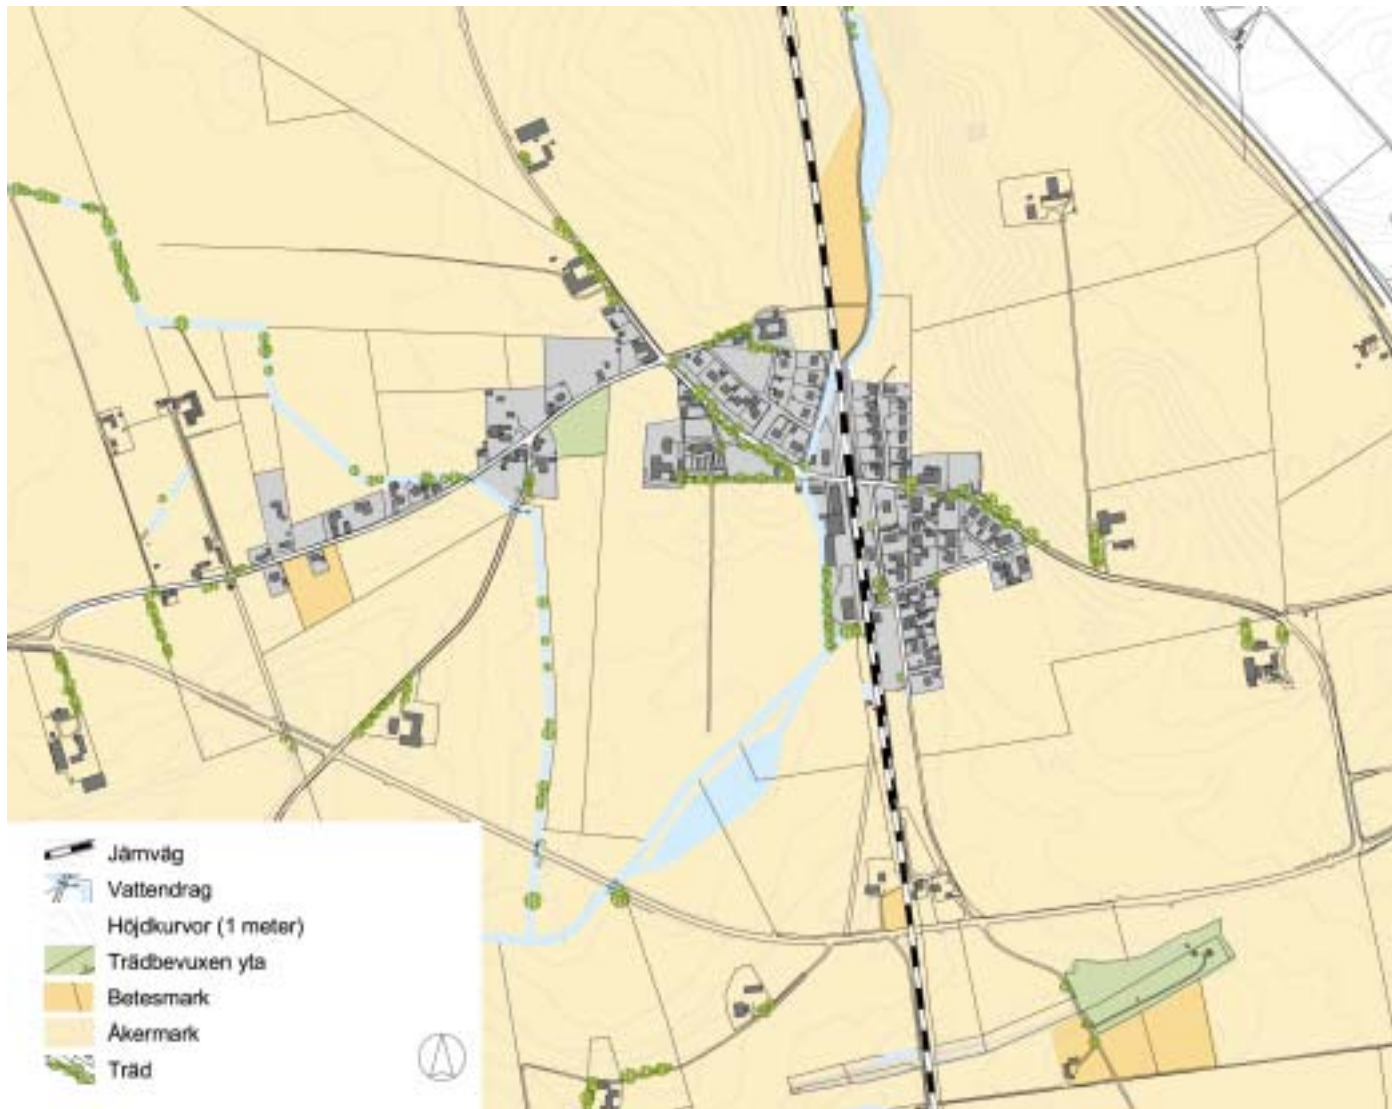 Järnväg
Vattendrag
Höjdkurvor (1 meter)
Trädbevuxen yta
Betesmark
Åkermark
Träd